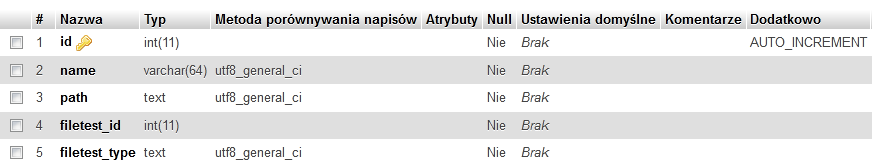 # Nazwa Typ Metoda porównywania napisów Atrybuty Null Ustawienia domyślne Komentarze Dodatkowo
1 id int(11) Nie Brak AUTO_INCREMENT
2 name varchar(64) utf8_general_ci Nie Brak
3 path text utf8_general_ci Nie Brak
4 filetest_id int(11) Nie Brak
5 filetest_type text utf8_general_ci Nie Brak